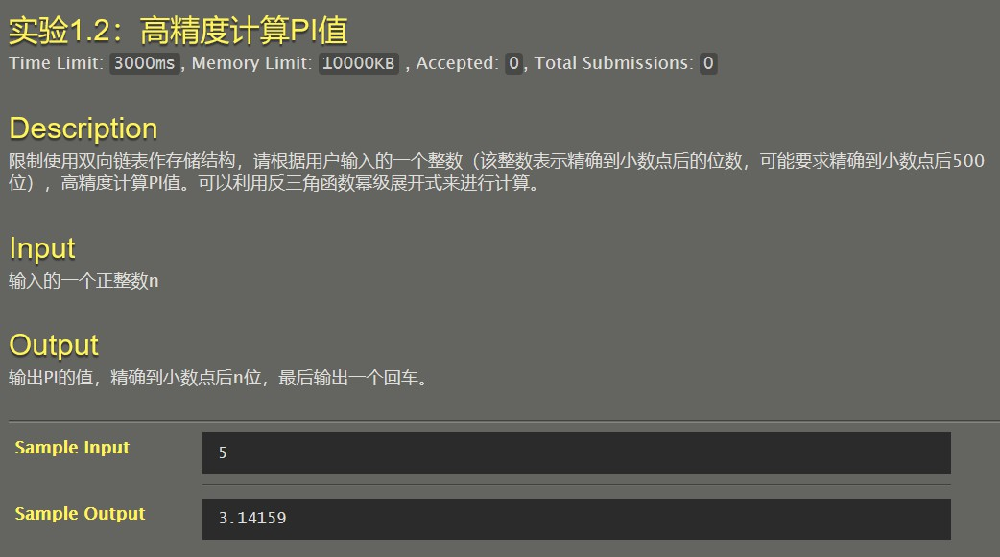 实验1.2：高精度计算PI值
Time Limit: 3000ms, Memory Limit: 10000KB , Accepted: 0, Total Submissions: 0
Description
限制使用双向链表作存储结构，请根据用户输入的一个整数（该整数表示精确到小数点后的位数，可能要求精确到小数点后500
位），高精度计算PI值。可以利用反三角函数幂级展开式来进行计算。
Input
输入的一个正整数n
Output
输出PI的值，精确到小数点后n位，最后输出一个回车。
Sample Input
5
Sample Output
3.14159